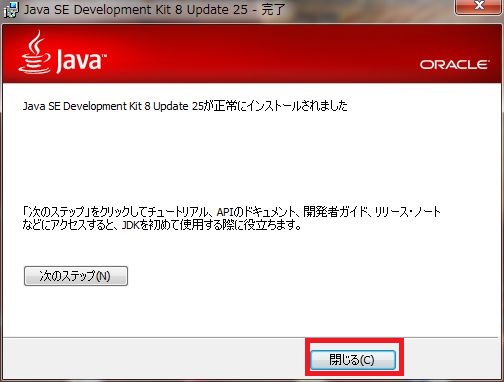 Java SE Development Kit 8 Update 25 - 完了
Java™
ORACLE®
Java SE Development Kit 8 Update 25が正常にインストールされました
「次のステップ」をクリックしてチュートリアル、APIのドキュメント、開発者ガイド、リリース・ノート
などにアクセスすると、JDKを初めて使用する際に役立ちます。
次のステップ(N)
閉じる(C)